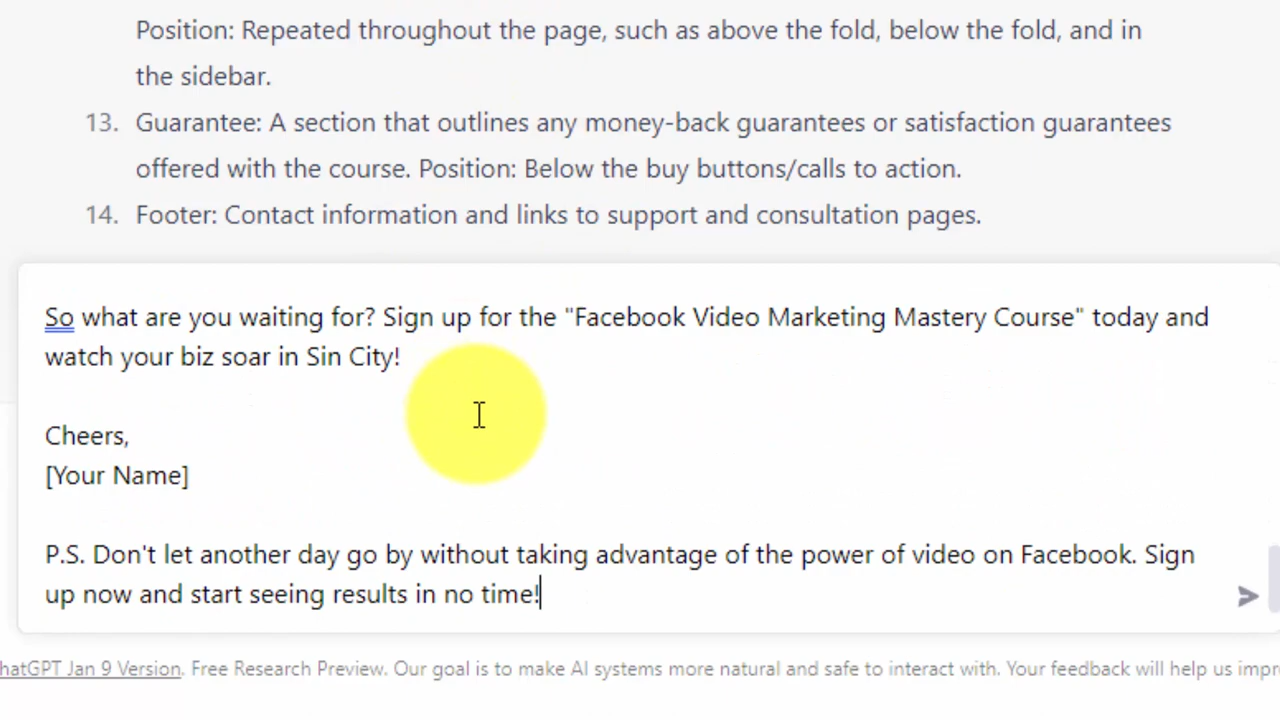 Position: Repeated throughout the page, such as above the fold, below the fold, and in
the sidebar.
13. Guarantee: A section that outlines any money-back guarantees or satisfaction guarantees
offered with the course. Position: Below the buy buttons/calls to action.
14. Footer: Contact information and links to support and consultation pages.
So what are you waiting for? Sign up for the "Facebook Video Marketing Mastery Course" today and
watch your biz soar in Sin City!
Cheers,
[Your Name]
P.S. Don't let another day go by without taking advantage of the power of video on Facebook. Sign
up now and start seeing results in no time!
hatGPT Jan 9 Version. Free Research Preview. Our goal is to make AI systems more natural and safe to interact with. Your feedback will help us impr